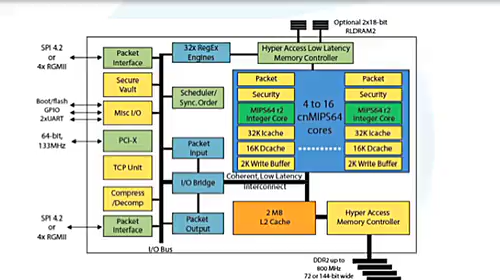 Optional 2x18-bit
RLDRAM2
SPI 4.2
or
4x RGMII
Packet
Interface
32x RegEx
Engines
Hyper Access Low Latency
Memory Controller
Secure
Vault
Scheduler/
Sync. Order
Packet
Security
MIPS64 r2
Integer Core
32K Icache
16K Dcache
2K Write Buffer
4 to 16
cnMIPS64
cores
Packet
Security
MIPS64 r2
Integer Core
32K Icache
16K Dcache
2K Write Buffer
Boot/flash
GPIO
2xUART
Misc I/O
64-bit,
133MHz
PCI-X
Packet
Input
TCP Unit
I/O Bridge
Coherent, Low Latency
Interconnect
Compress
/Decomp
SPI 4.2
or
4x RGMII
Packet
Interface
Packet
Output
2 MB
L2 Cache
Hyper Access
Memory Controller
I/O Bus
DDR2 up to
800 MHz
72 or 144-bit wide